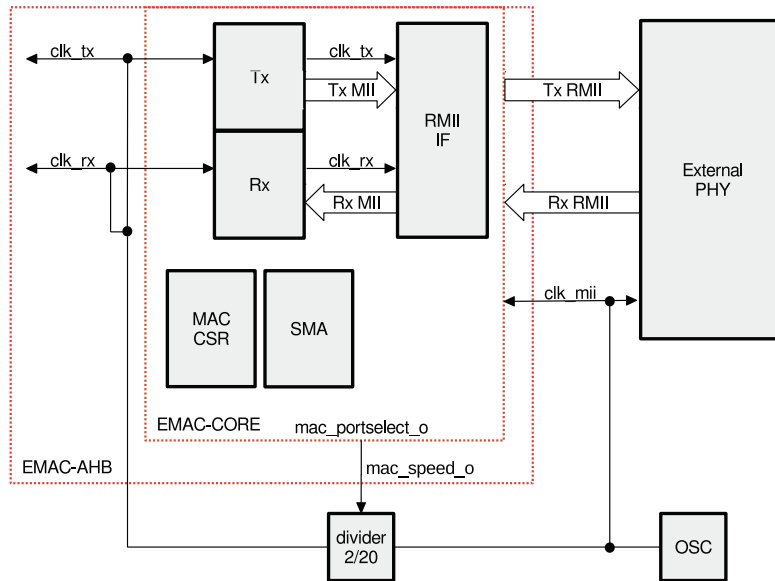 clk_tx
Tx
clk_tx
Tx MII
RMII
IF
Tx RMII
External
PHY
clk_rx
Rx
clk_rx
Rx MII
Rx RMII
clk_mii
MAC
CSR
SMA
EMAC-CORE
mac_portselect_o
EMAC-AHB
mac_speed_o
divider
2/20
OSC